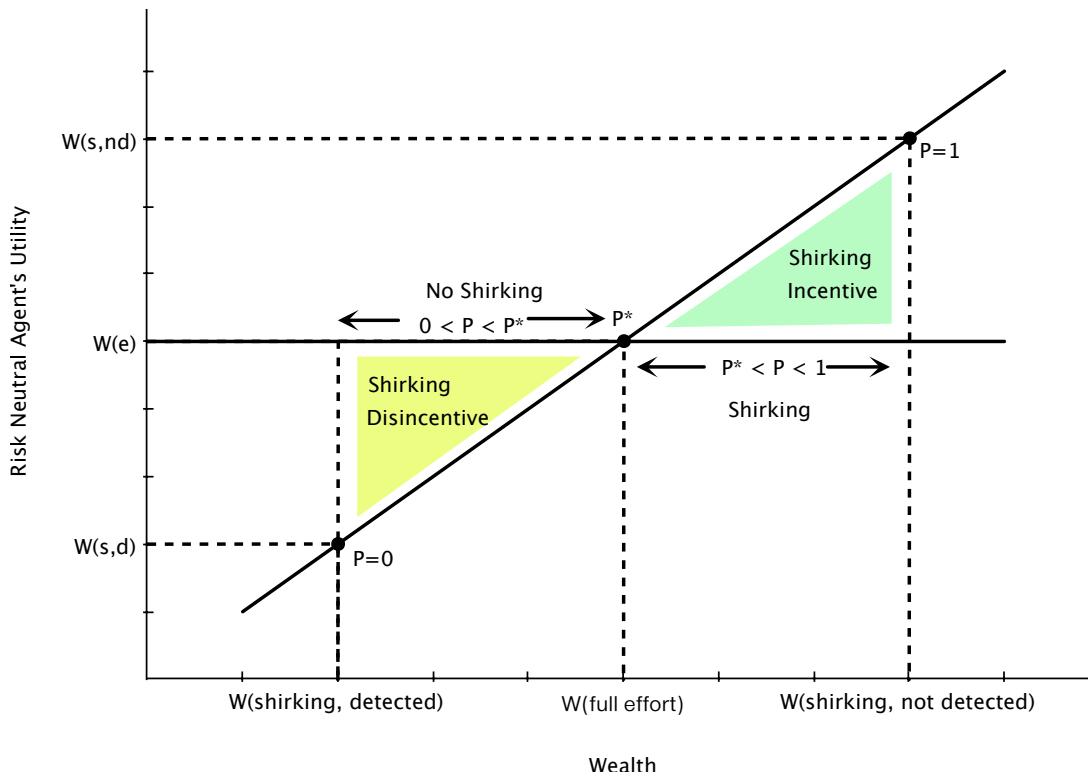 W(s,nd)
P=1
Shirking
Incentive
No Shirking
0 < P < P*
P*
W(e)
P* < P < 1
Shirking
Shirking
Disincentive
W(s,d)
P=0
Risk Neutral Agent's Utility
W(shirking, detected)
W(full effort)
W(shirking, not detected)
Wealth